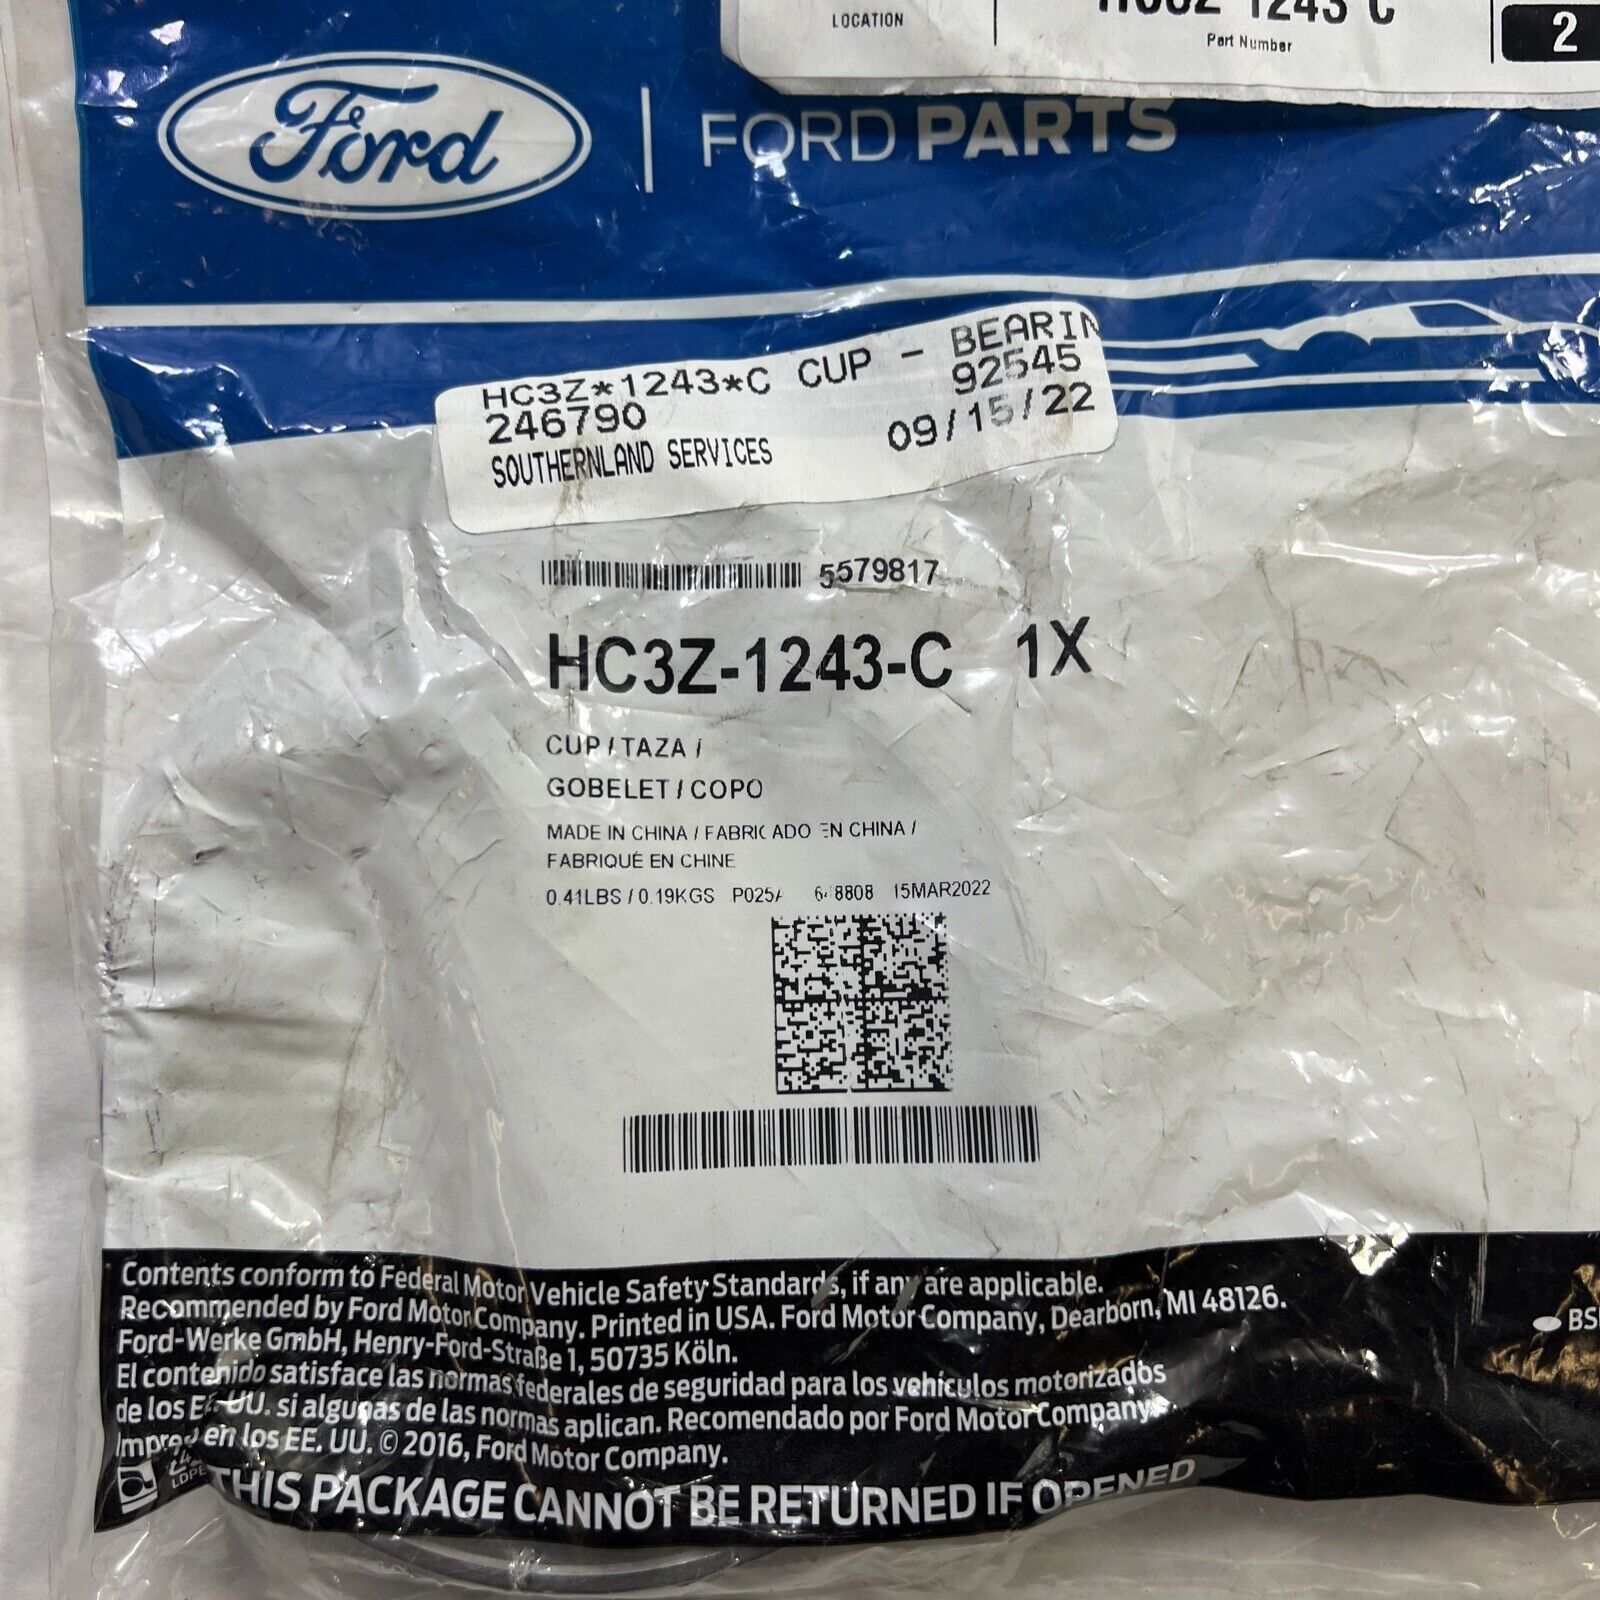 LOCATION
1243 C
Part Number
2
Ford
FORD PARTS
HC3Z*1243*C CUP - BEARIN
246790 92545
SOUTHERNLAND SERVICES 09/15/22
5579817
HC3Z-1243-C 1X
CUP / TAZA /
GOBELET / COPO
MADE IN CHINA / FABRICADO EN CHINA /
FABRIQUÉ EN CHINE
0.41LBS / 0.19KGS 15MAR2022
Contents conform to Federal Motor Vehicle Safety Standards, if any are applicable.
Recommended by Ford Motor Company. Printed in USA. Ford Motor Company, Dearborn, MI 48126.
Ford-Werke GmbH, Henry-Ford-Straße 1, 50735 Köln.
El contenido satisface las normas federales de seguridad para los vehículos motorizados
de los EE. UU. si algunas de las normas aplican. Recomendado por Ford Motor Company.
en los EE. UU. © 2016, Ford Motor Company.
LDPE
THIS PACKAGE CANNOT BE RETURNED IF OPENED